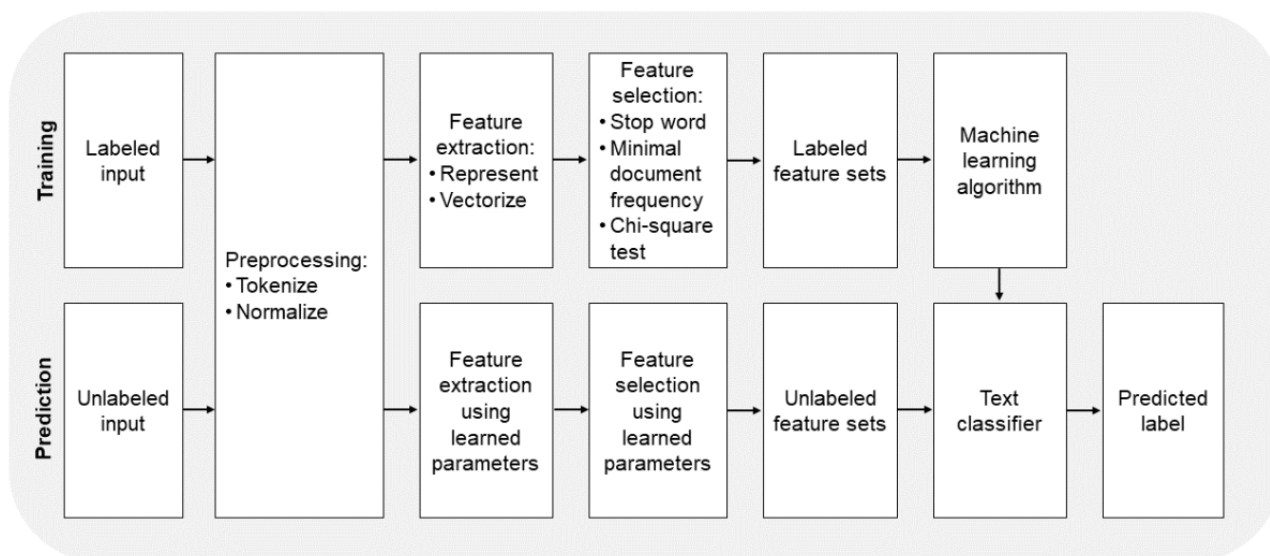 Training
Labeled
input
Preprocessing:
• Tokenize
• Normalize
Feature
extraction:
• Represent
• Vectorize
Feature
selection:
• Stop word
• Minimal
document
frequency
• Chi-square
test
Labeled
feature sets
Machine
learning
algorithm
Prediction
Unlabeled
input
Feature
extraction
using
learned
parameters
Feature
selection
using
learned
parameters
Unlabeled
feature sets
Text
classifier
Predicted
label